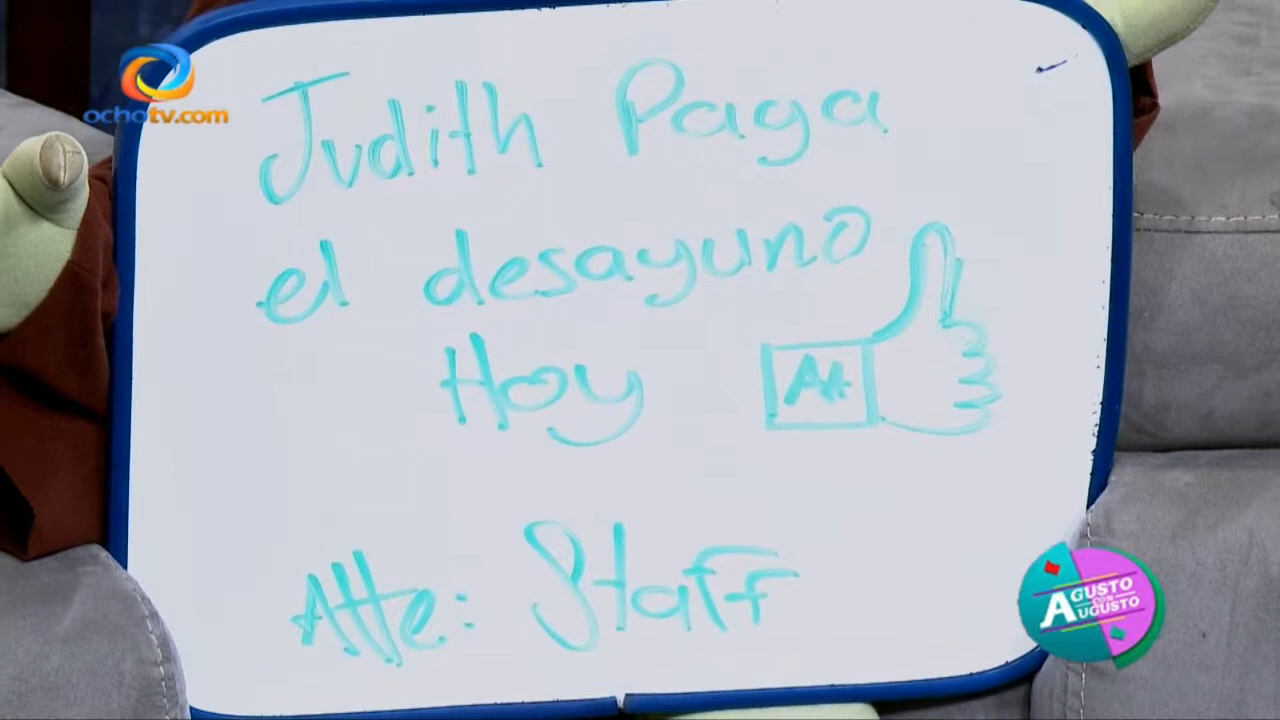 ochotv.com
Judith Paga
el desayuno
Hoy
A+
Atte: Staff
AGUSTO
CON
AUGUSTO